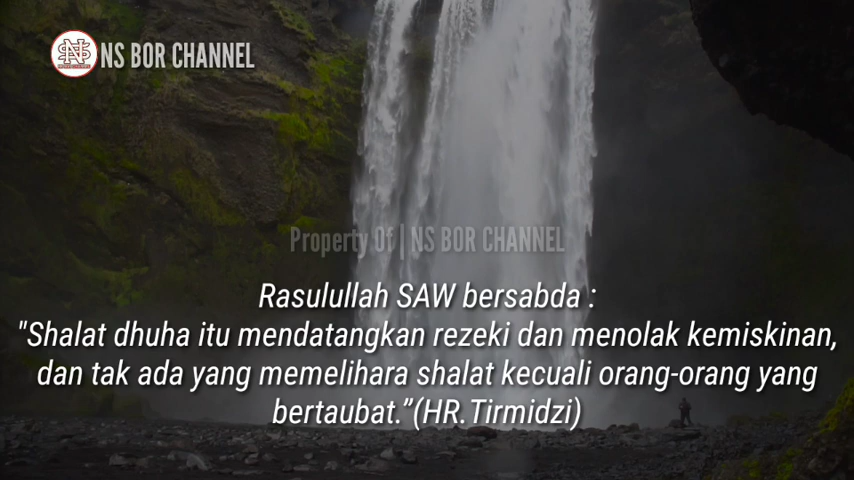 NS BOR CHANNEL
Property Of | NS BOR CHANNEL
Rasulullah SAW bersabda :
"Shalat dhuha itu mendatangkan rezeki dan menolak kemiskinan,
dan tak ada yang memelihara shalat kecuali orang-orang yang
bertaubat.”(HR.Tirmidzi)